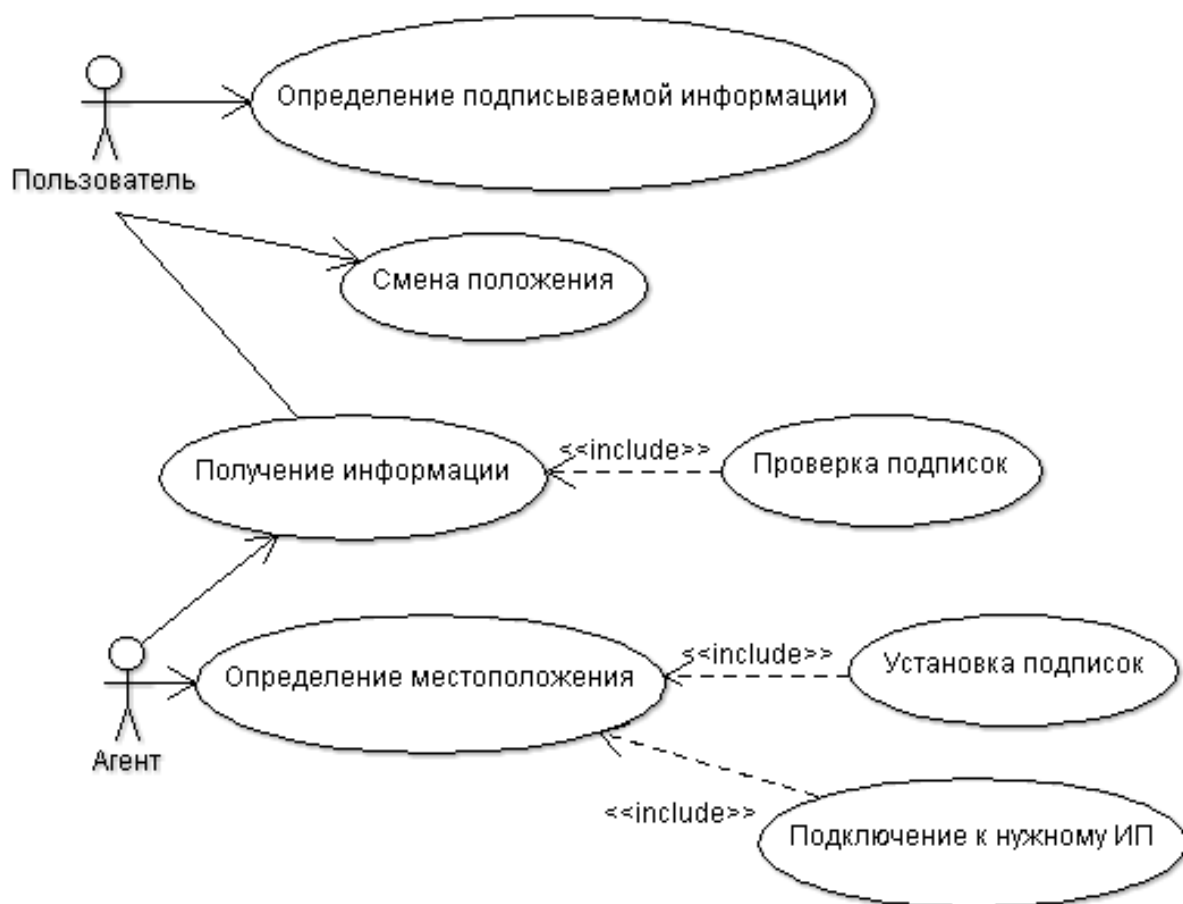 Определение подписываемой информации
Пользователь
Смена положения
<<include>>
Получение информации
Проверка подписок
<<include>>
Определение местоположения
Установка подписок
Агент
<<include>>
Подключение к нужному ИП